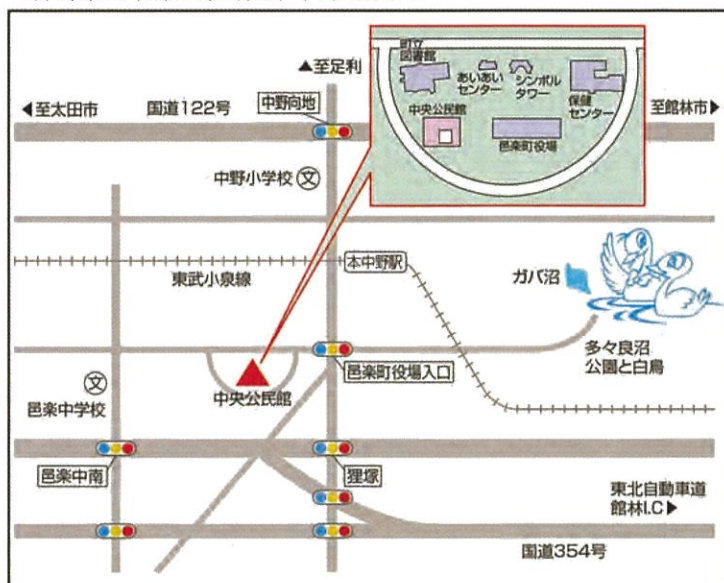 ▲至足利
町立
図書館
あいあい
センター
シンボル
タワー
保健
センター
中央公民館
邑楽町役場
◀至太田市
国道122号
中野向地
至館林市▶
中野小学校
文
東武小泉線
本中野駅
ガバ沼
多々良沼
公園と白鳥
文
邑楽中学校
中央公民館
邑楽町役場入口
邑楽中南
狸塚
東北自動車道
館林I.C▶
国道354号